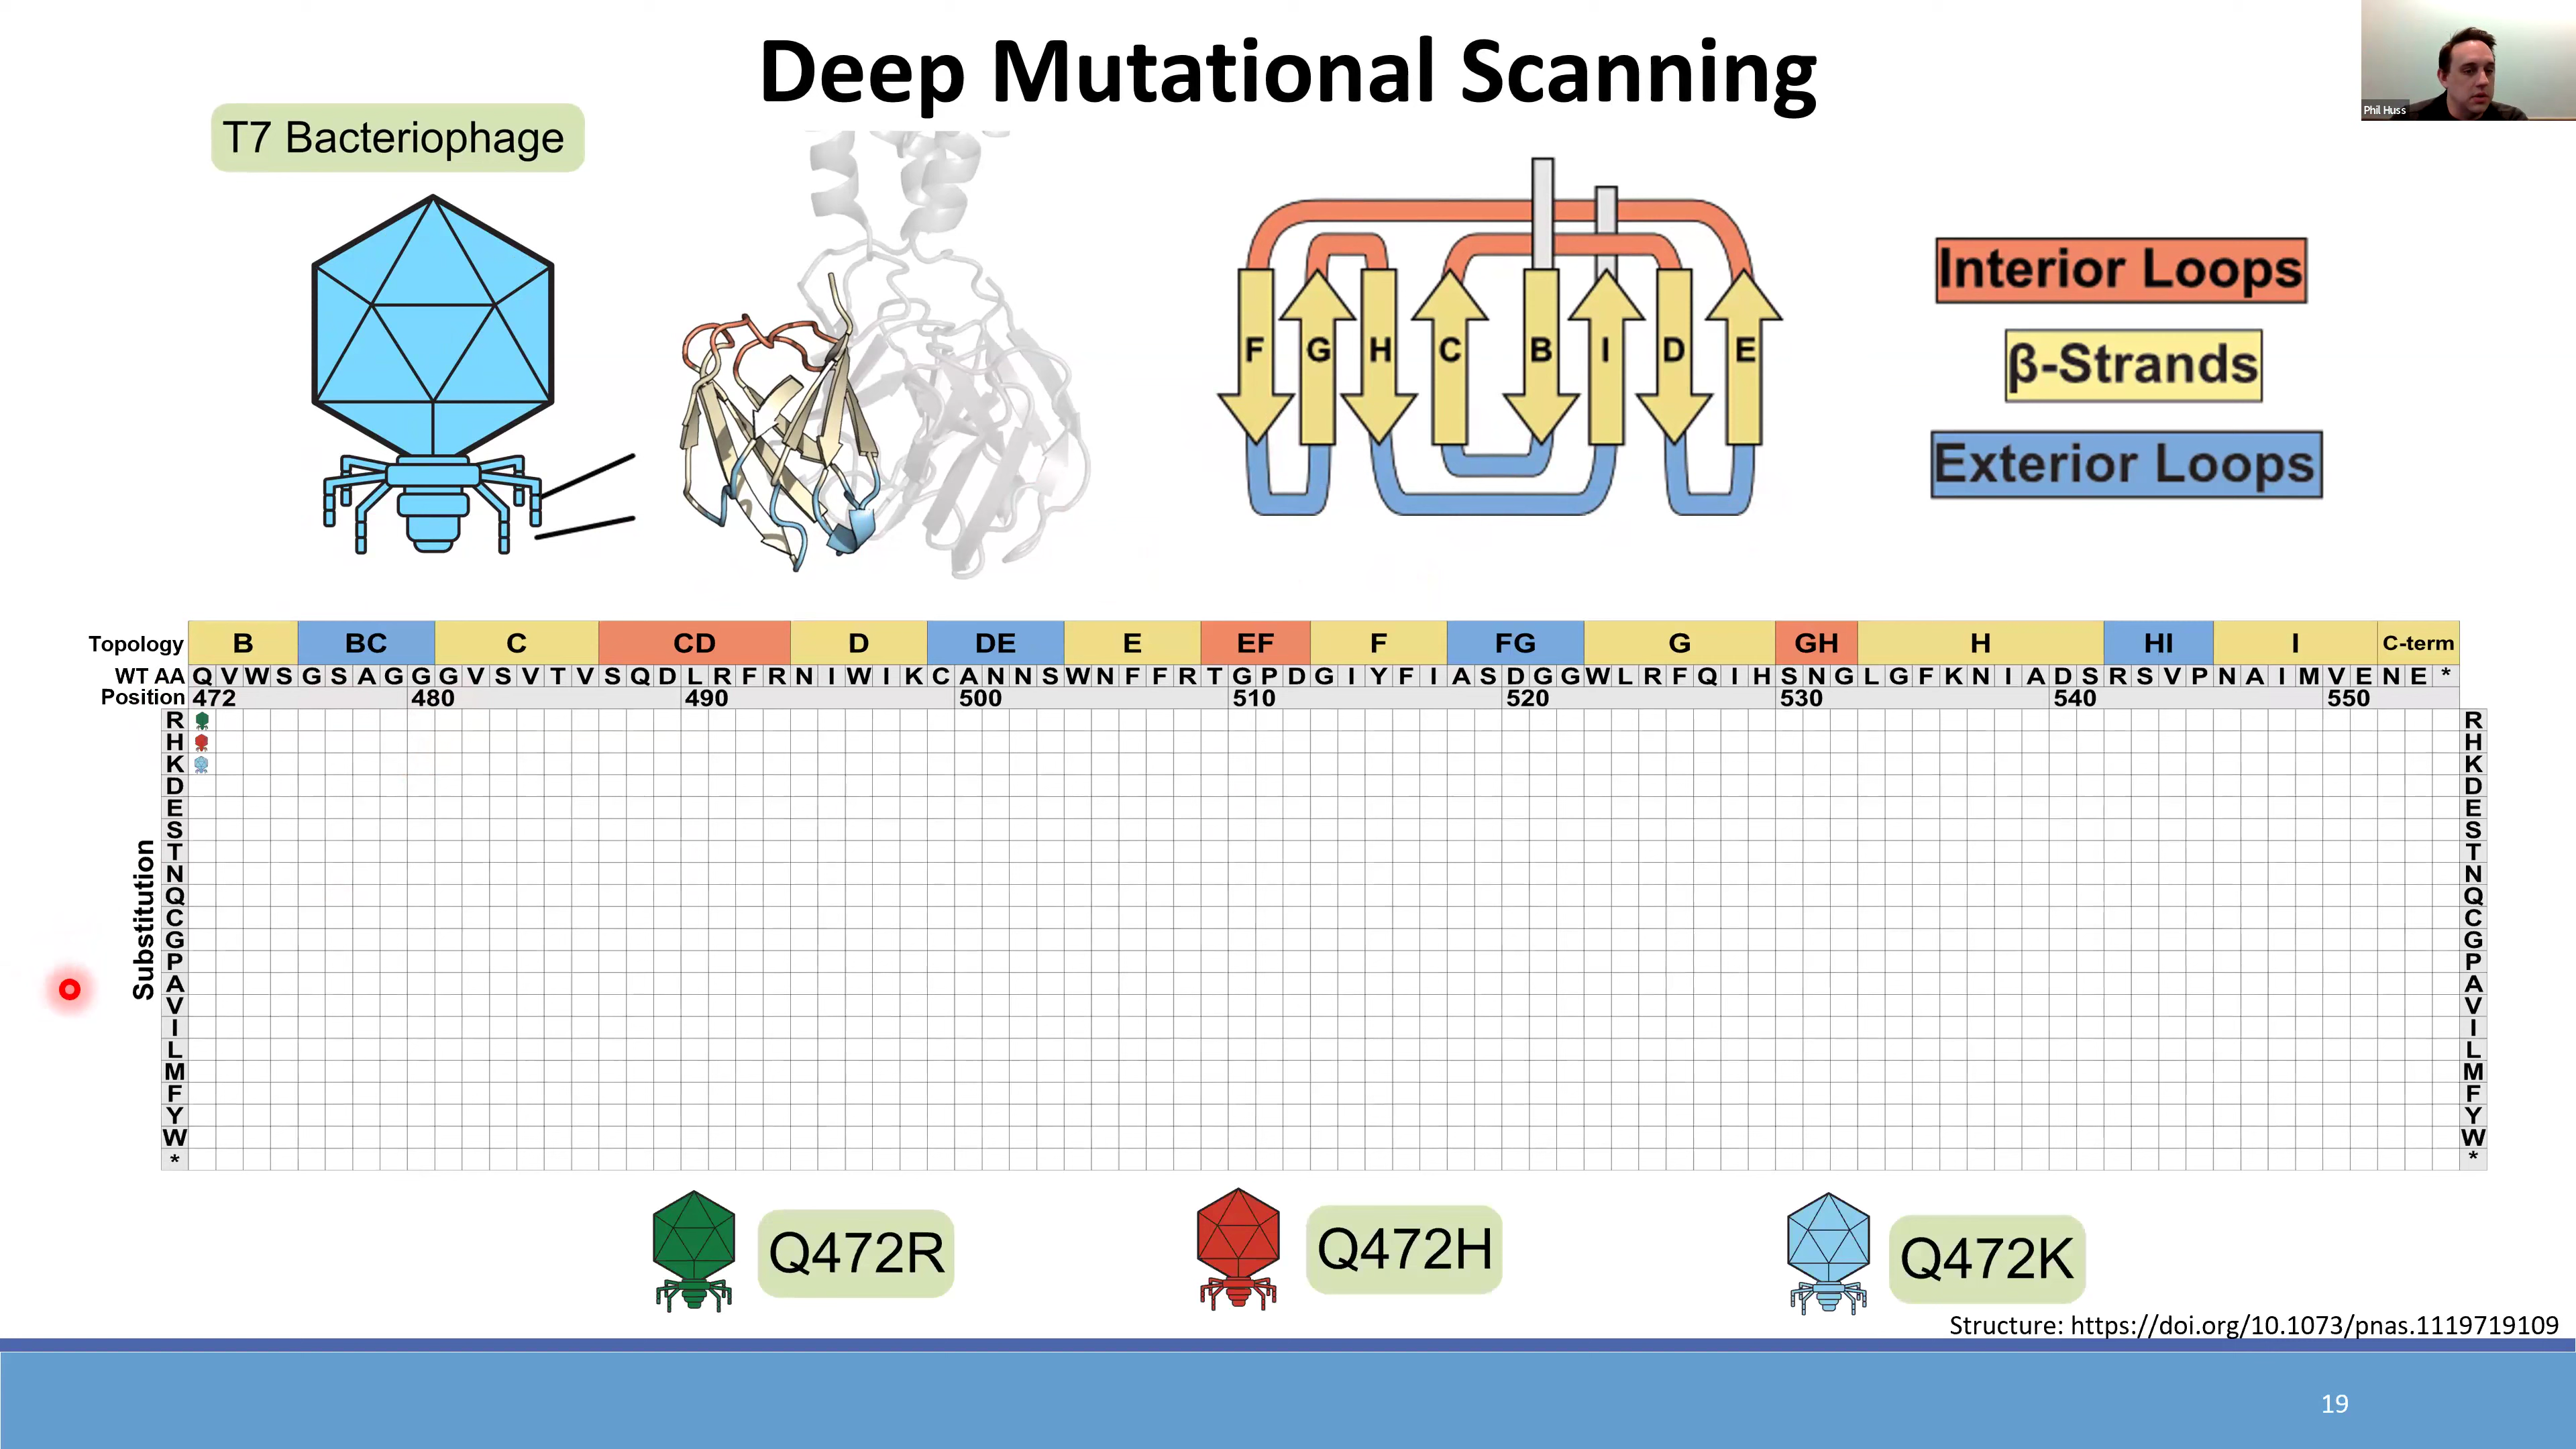 Deep Mutational Scanning
Phil Huss
T7 Bacteriophage
F G H C B I D E
Interior Loops
β-Strands
Exterior Loops
Topology B BC C CD D DE E EF F FG G GH H HI I C-term
WT AA Q V W S G S A G G G V S V T V S Q D L R F R N I W I K C A N N S W N F F R T G P D G I Y F I A S D G G W L R F Q I H S N G L G F K N I A D S R S V P N A I M V E N E *
Position 472 480 490 500 510 520 530 540 550
Substitution
R R
H H
K K
D D
E E
S S
T T
N N
Q Q
C C
G G
P P
A A
V V
I I
L L
M M
F F
Y Y
W W
* *
Q472R
Q472H
Q472K
Structure: https://doi.org/10.1073/pnas.1119719109
19